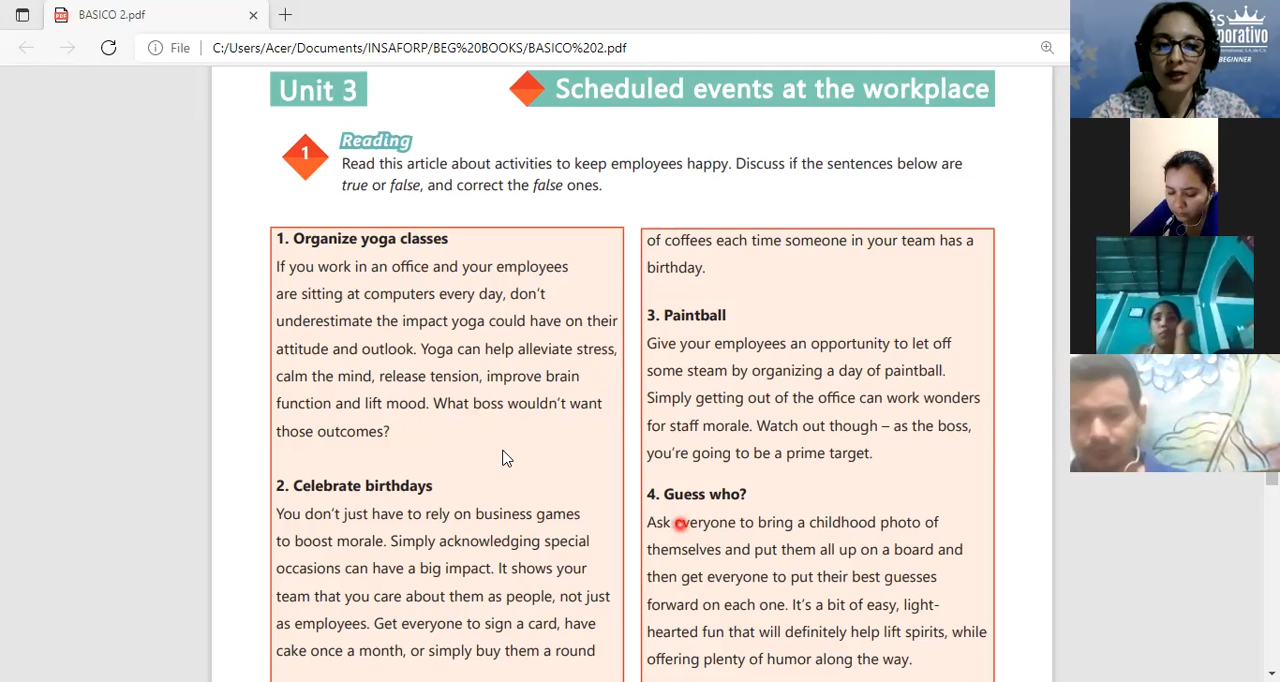 BASICO 2.pdf
File
C:/Users/Acer/Documents/INSAFORP/BEG%20BOOKS/BASICO%202.pdf
Unit 3
Scheduled events at the workplace
1
Reading
Read this article about activities to keep employees happy. Discuss if the sentences below are
true or false, and correct the false ones.
1. Organize yoga classes
If you work in an office and your employees
are sitting at computers every day, don't
underestimate the impact yoga could have on their
attitude and outlook. Yoga can help alleviate stress,
calm the mind, release tension, improve brain
function and lift mood. What boss wouldn't want
those outcomes?
2. Celebrate birthdays
You don't just have to rely on business games
to boost morale. Simply acknowledging special
occasions can have a big impact. It shows your
team that you care about them as people, not just
as employees. Get everyone to sign a card, have
cake once a month, or simply buy them a round
of coffees each time someone in your team has a
birthday.
3. Paintball
Give your employees an opportunity to let off
some steam by organizing a day of paintball.
Simply getting out of the office can work wonders
for staff morale. Watch out though – as the boss,
you're going to be a prime target.
4. Guess who?
Ask everyone to bring a childhood photo of
themselves and put them all up on a board and
then get everyone to put their best guesses
forward on each one. It's a bit of easy, light-
hearted fun that will definitely help lift spirits, while
offering plenty of humor along the way.